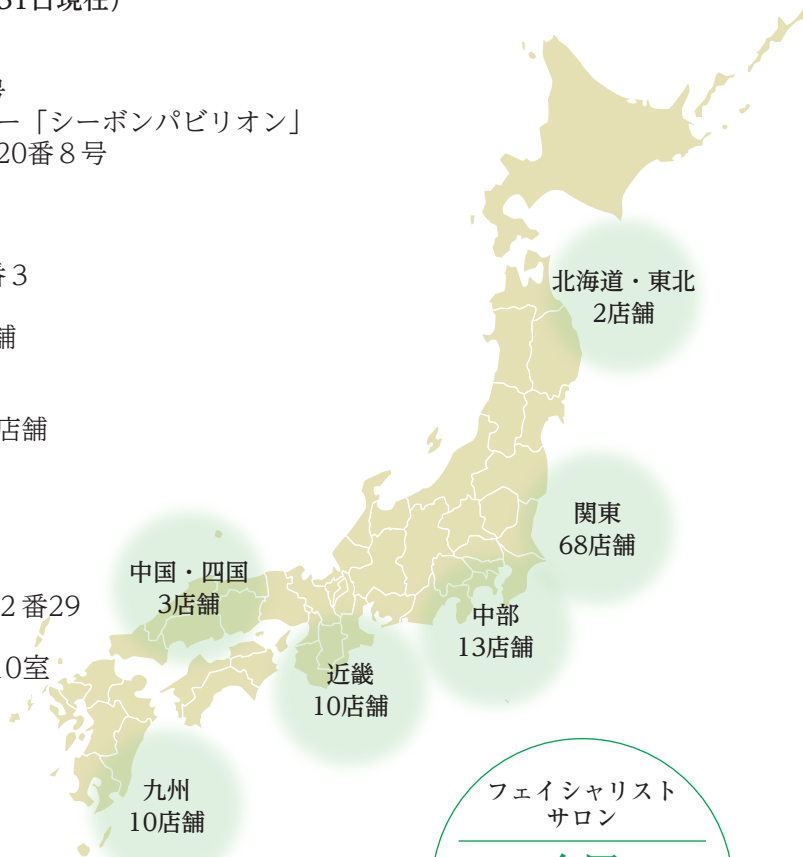 31日現在）
号
ー「シーボンパビリオン」
20番８号
番３
舗
店舗
２番29
10室
北海道・東北
2店舗
関東
68店舗
中国・四国
3店舗
中部
13店舗
近畿
10店舗
九州
10店舗
フェイシャリスト
サロン